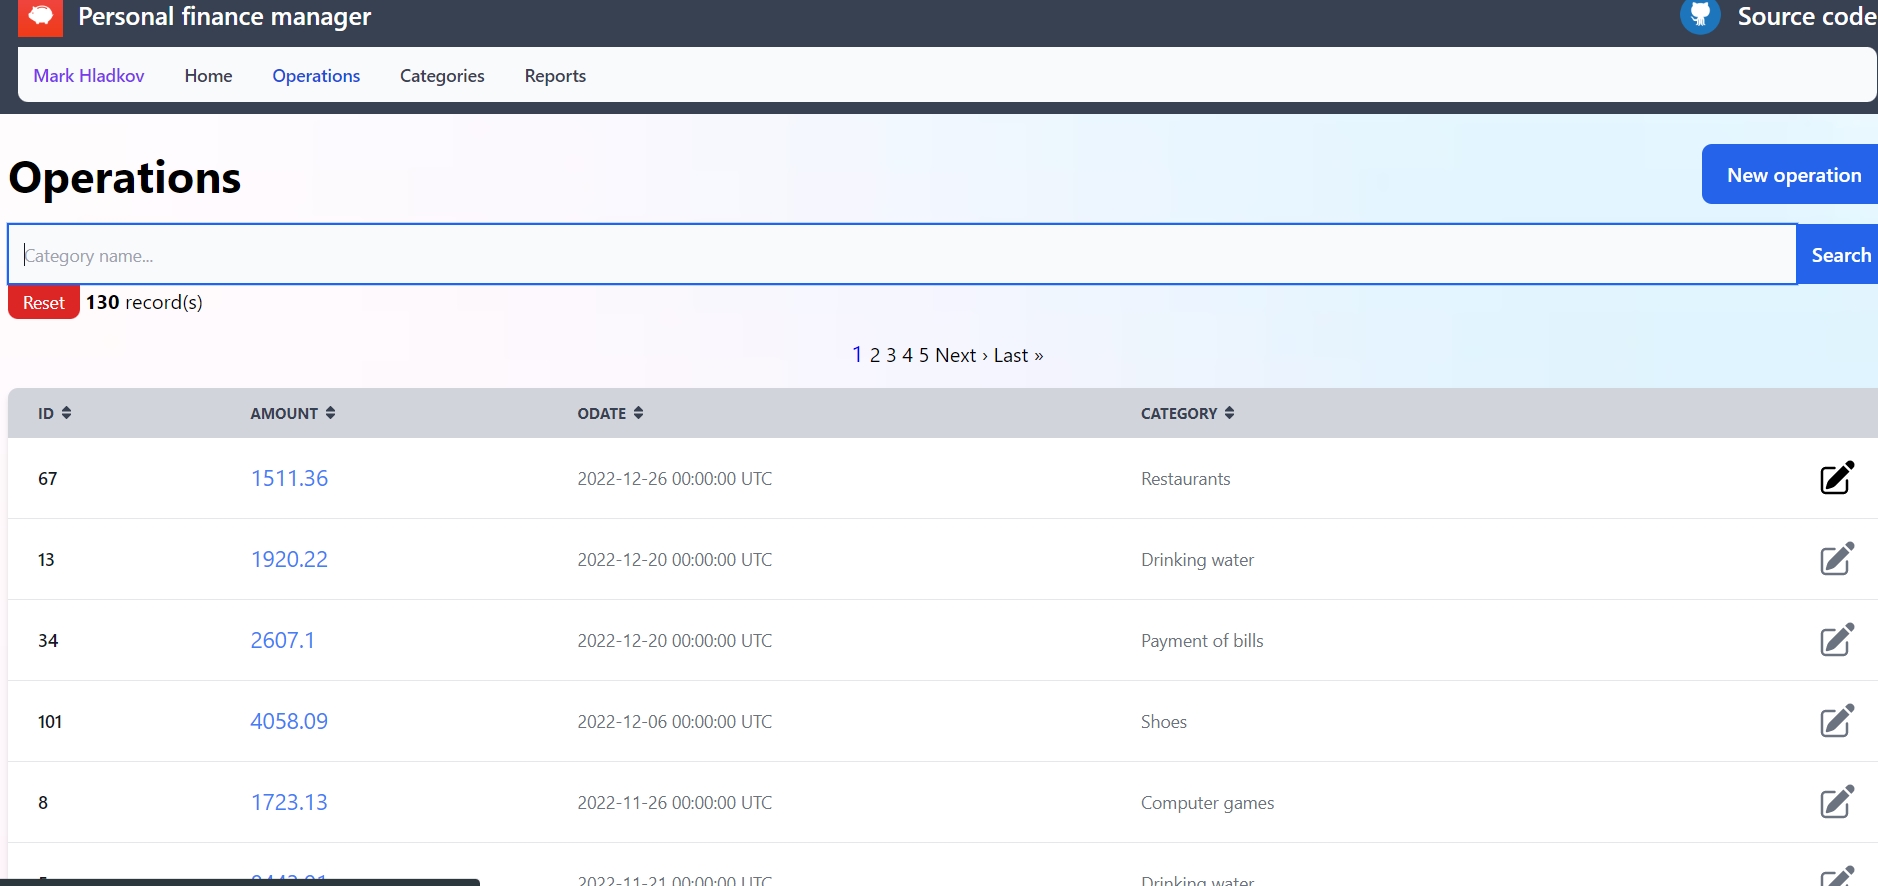 Personal finance manager Source code
Mark Hladkov Home Operations Categories Reports
Operations
New operation
Category name...
Search
Reset 130 record(s)
1 2 3 4 5 Next › Last »
ID AMOUNT ODATE CATEGORY
67 1511.36 2022-12-26 00:00:00 UTC Restaurants
13 1920.22 2022-12-20 00:00:00 UTC Drinking water
34 2607.1 2022-12-20 00:00:00 UTC Payment of bills
101 4058.09 2022-12-06 00:00:00 UTC Shoes
8 1723.13 2022-11-26 00:00:00 UTC Computer games
2022-11-21 00:00:00 UTC Drinking water